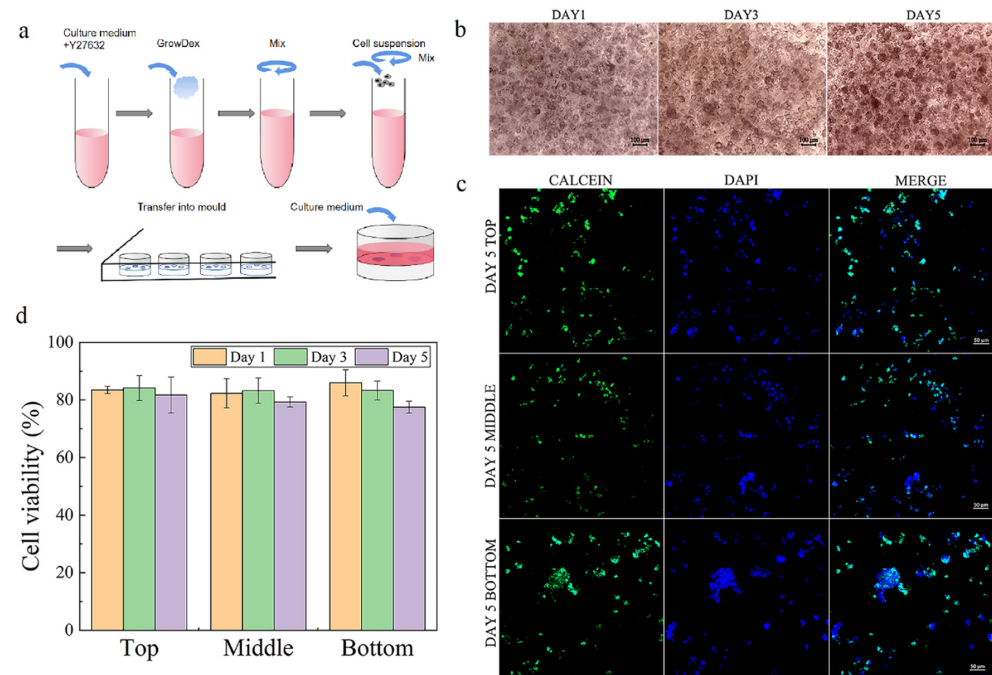 a
Culture medium
+Y27632
GrowDex
Mix
Cell suspension
Mix
Transfer into mould
Culture medium
b
DAY1
DAY3
DAY5
100 μm
100 μm
100 μm
c
CALCEIN
DAPI
MERGE
DAY 5 TOP
50 μm
DAY 5 MIDDLE
50 μm
DAY 5 BOTTOM
50 μm
d
Cell viability (%)
100
80
60
80
40
20
0
Day 1
Day 3
Day 5
Top
Middle
Bottom